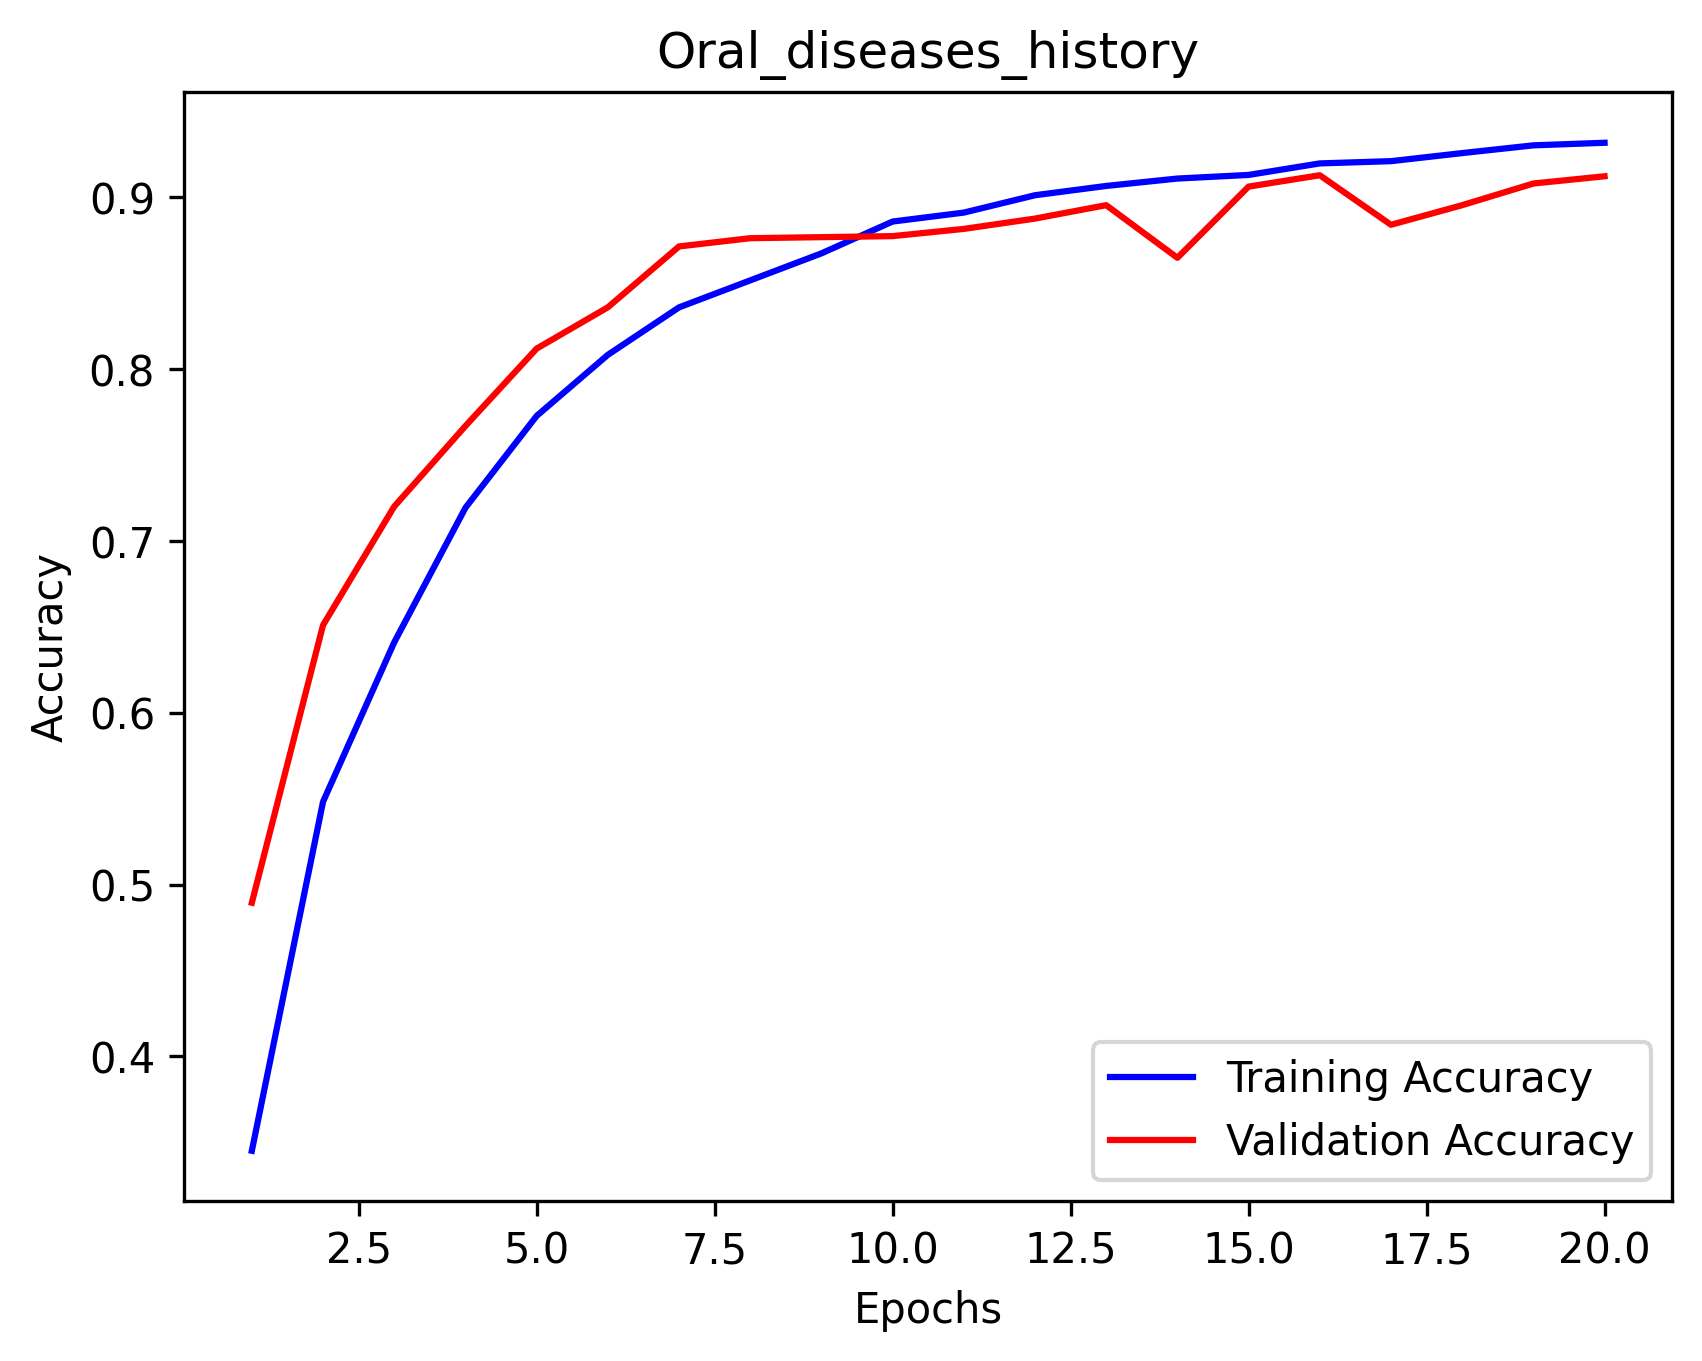 Oral_diseases_history
0.9
0.8
0.7
0.6
0.5
0.4
Accuracy
Training Accuracy
Validation Accuracy
2.5 5.0 7.5 10.0 12.5 15.0 17.5 20.0
Epochs